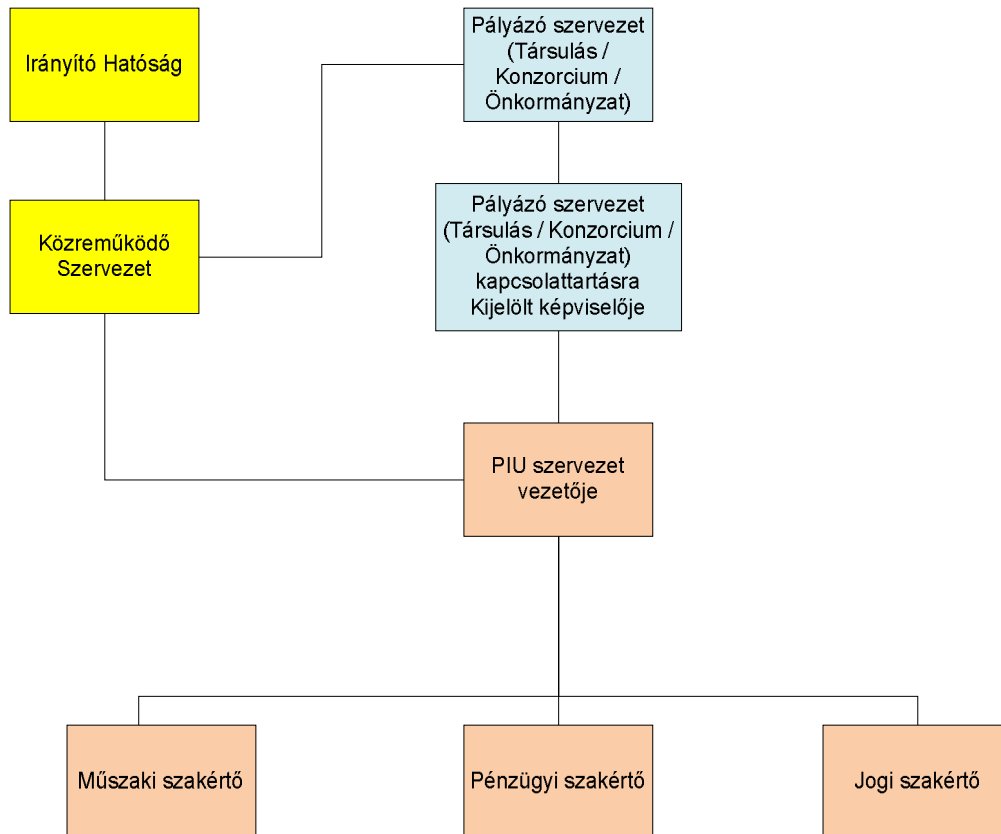 Irányító Hatóság
Pályázó szervezet
(Társulás /
Konzorcium /
Önkormányzat)
Közreműködő
Szervezet
Pályázó szervezet
(Társulás / Konzorcium /
Önkormányzat)
kapcsolattartásra
Kijelölt képviselője
PIU szervezet
vezetője
Műszaki szakértő
Pénzügyi szakértő
Jogi szakértő